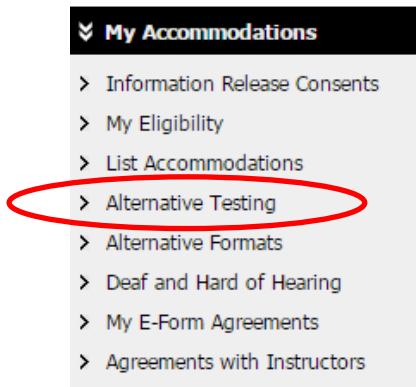 My Accommodations
Information Release Consents
My Eligibility
List Accommodations
Alternative Testing
Alternative Formats
Deaf and Hard of Hearing
My E-Form Agreements
Agreements with Instructors